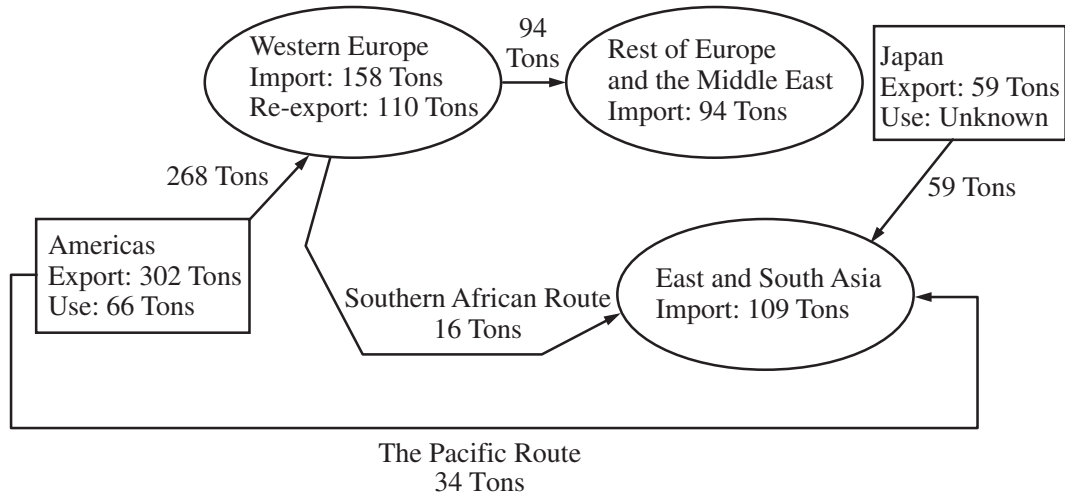 Western Europe
Import: 158 Tons
Re-export: 110 Tons
94
Tons
Rest of Europe
and the Middle East
Import: 94 Tons
Japan
Export: 59 Tons
Use: Unknown
268 Tons
59 Tons
Americas
Export: 302 Tons
Use: 66 Tons
East and South Asia
Import: 109 Tons
Southern African Route
16 Tons
The Pacific Route
34 Tons